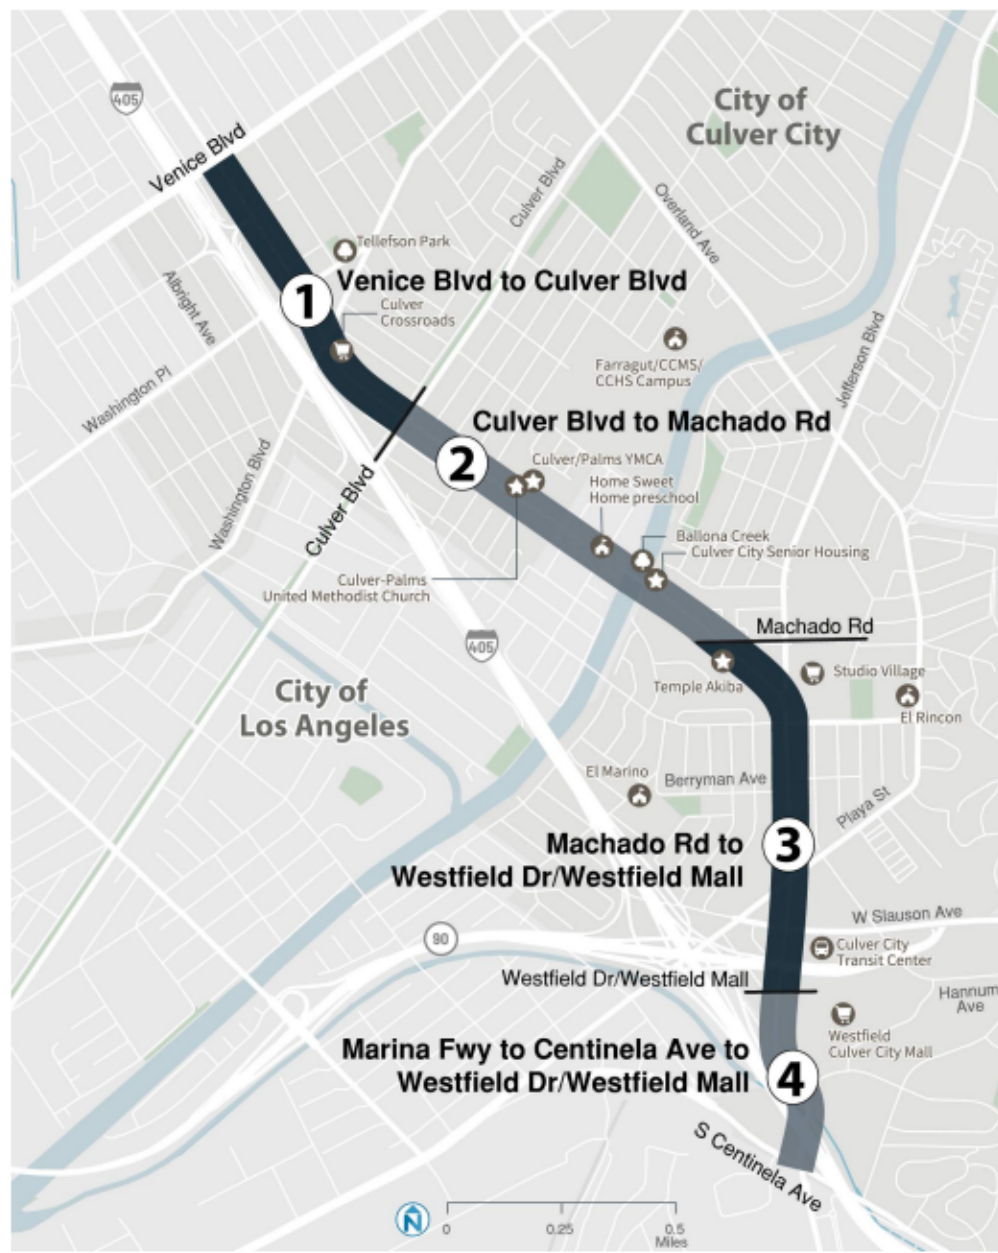 City of
Culver City
405
Venice Blvd
Culver Blvd
Overland Ave
Tellefson Park
Albright Ave
1
Venice Blvd to Culver Blvd
Culver
Crossroads
Washington Pl
Farragut/CCMS/
CCHS Campus
Jefferson Blvd
Culver Blvd to Machado Rd
2
Culver/Palms YMCA
Home Sweet
Home preschool
Washington Blvd
Culver Blvd
Ballona Creek
Culver City Senior Housing
Culver-Palms
United Methodist Church
Machado Rd
405
City of
Los Angeles
Temple Akiba
Studio Village
El Rincon
El Marino
Berryman Ave
Playa St
Machado Rd to
Westfield Dr/Westfield Mall
3
W Slauson Ave
90
Culver City
Transit Center
Westfield Dr/Westfield Mall
Hannum
Ave
Westfield
Culver City Mall
Marina Fwy to Centinela Ave to
Westfield Dr/Westfield Mall
4
S Centinela Ave
N
0
0.25
0.5
Miles